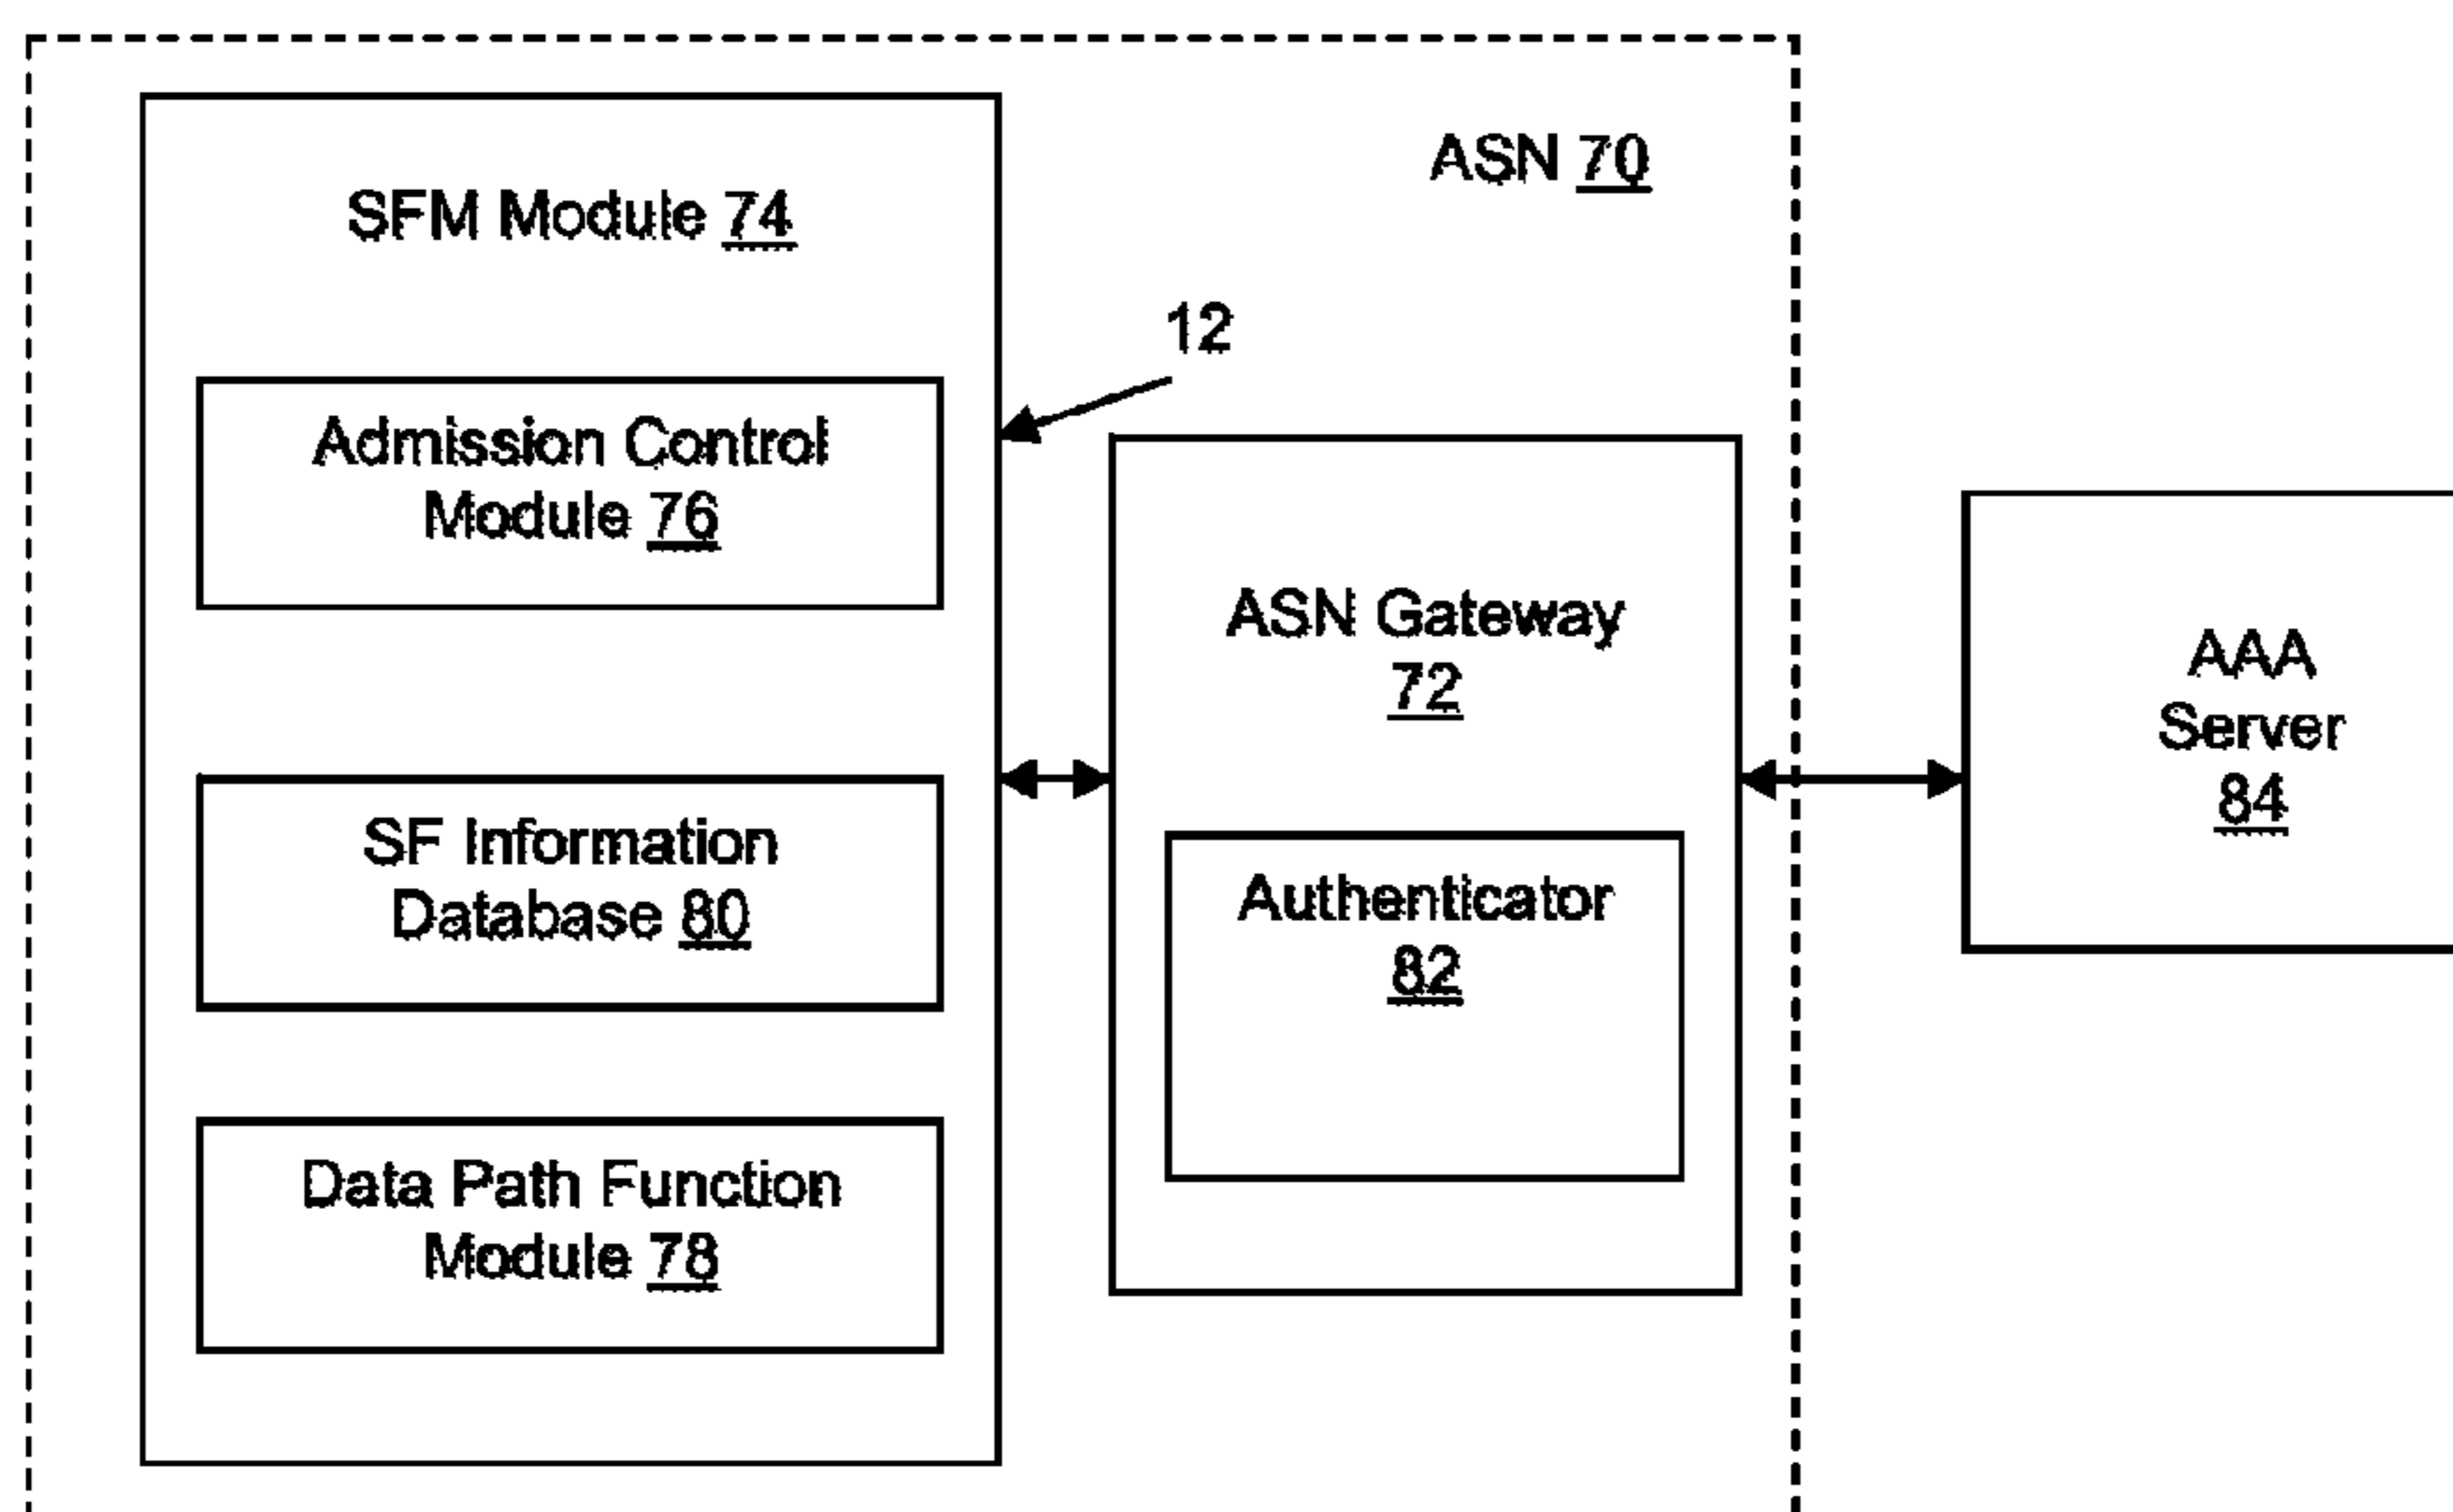 ASN 70
SFM Module 74
12
Admission Control
Module 76
ASN Gateway
72
AAA
Server
84
SF Information
Database 80
Authenticator
82
Data Path Function
Module 78